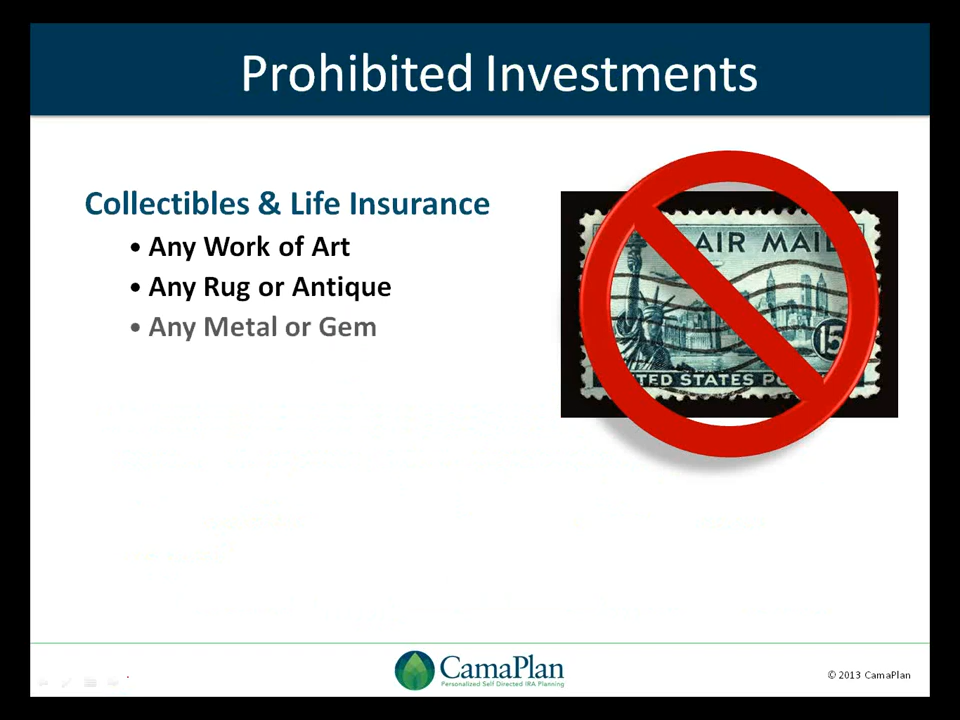 Prohibited Investments
Collectibles & Life Insurance
• Any Work of Art
• Any Rug or Antique
• Any Metal or Gem
AIR MAIL
15
UNITED STATES
CamaPlan
Personalized Self Directed IRA Planning
© 2013 CamaPlan